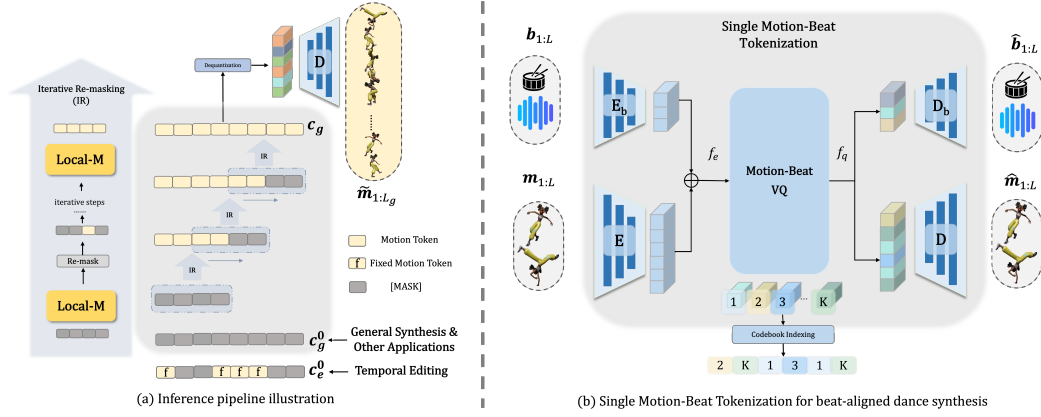 Iterative Re-masking
(IR)
Local-M
iterative steps
......
Re-mask
Local-M
Dequantization
D
c_g
IR
IR
IR
m̃_{1:L_g}
Motion Token
f Fixed Motion Token
[MASK]
c_g^0
General Synthesis &
Other Applications
f f f f
c_e^0
Temporal Editing
(a) Inference pipeline illustration
Single Motion-Beat
Tokenization
b_{1:L}
b̂_{1:L}
E_b
D_b
f_e
Motion-Beat
VQ
f_q
m_{1:L}
m̂_{1:L}
E
D
1 2 3 ... K
Codebook Indexing
2 K 1 3 1 K
(b) Single Motion-Beat Tokenization for beat-aligned dance synthesis